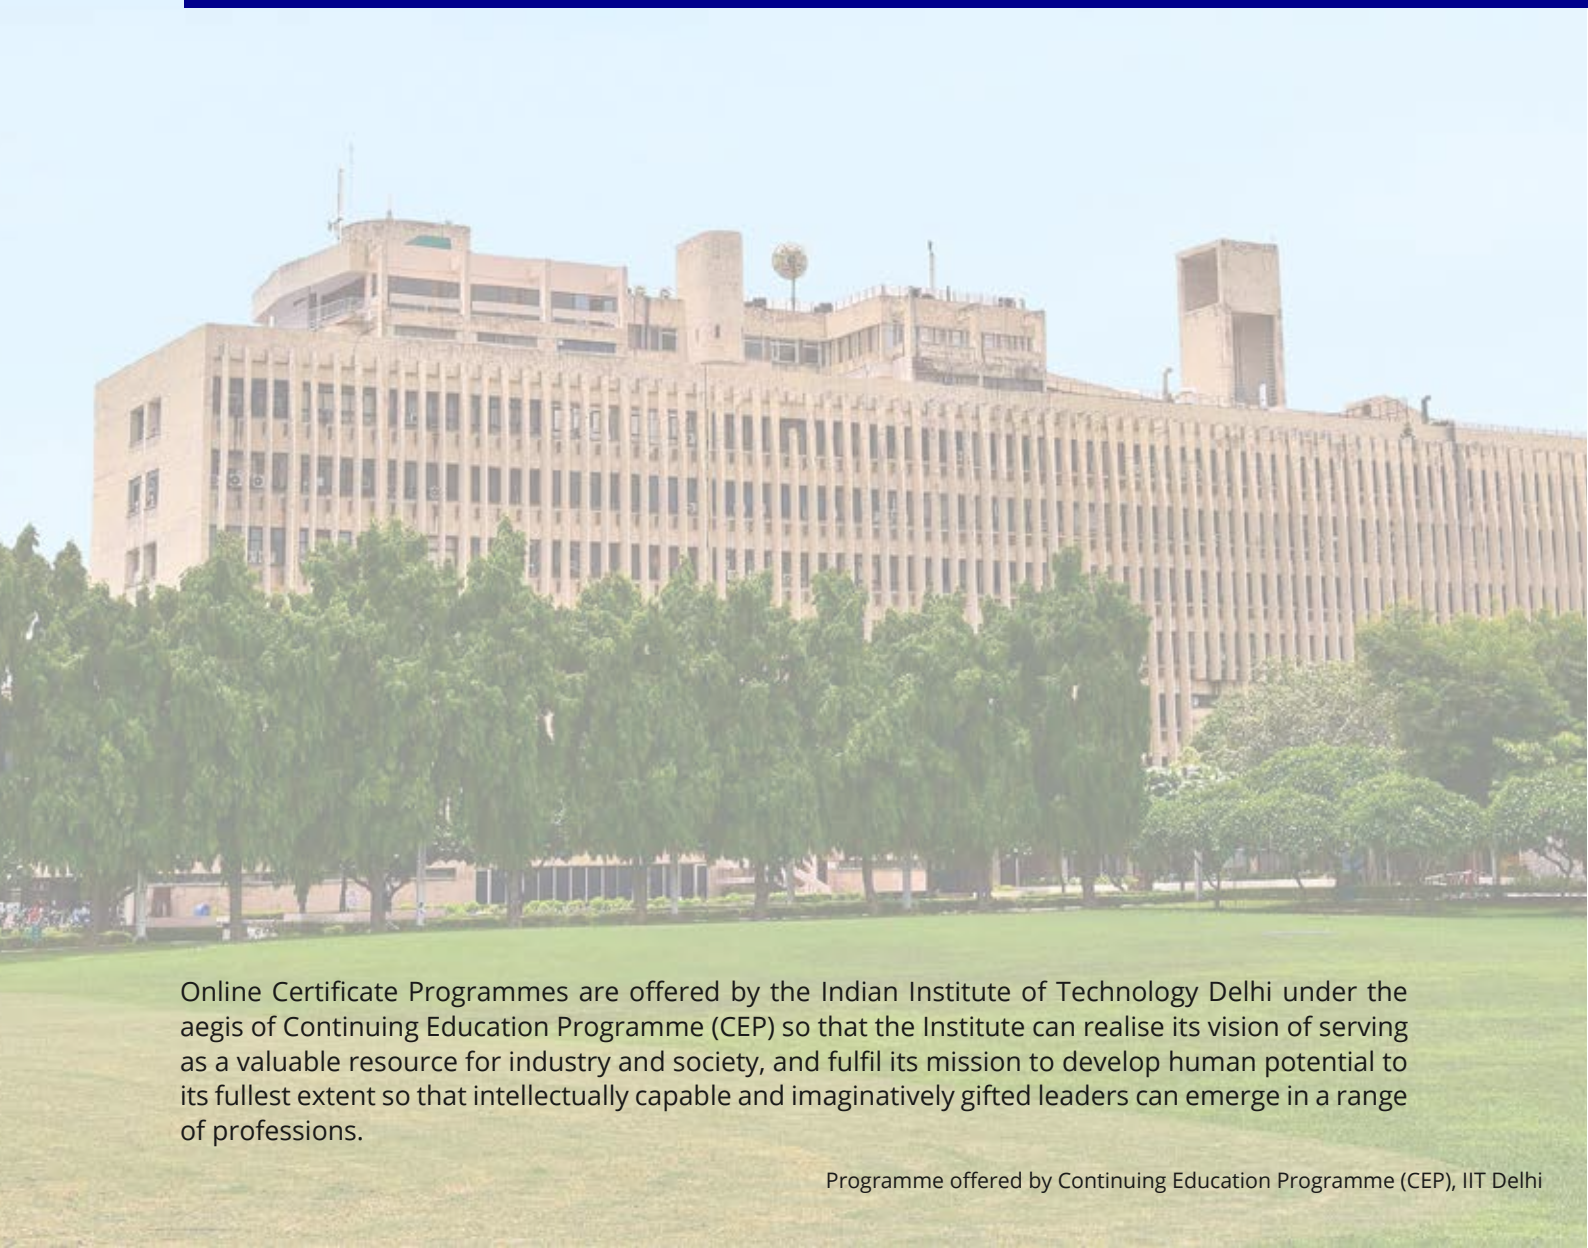 Online Certificate Programmes are offered by the Indian Institute of Technology Delhi under the
aegis of Continuing Education Programme (CEP) so that the Institute can realise its vision of serving
as a valuable resource for industry and society, and fulfil its mission to develop human potential to
its fullest extent so that intellectually capable and imaginatively gifted leaders can emerge in a range
of professions.
Programme offered by Continuing Education Programme (CEP), IIT Delhi